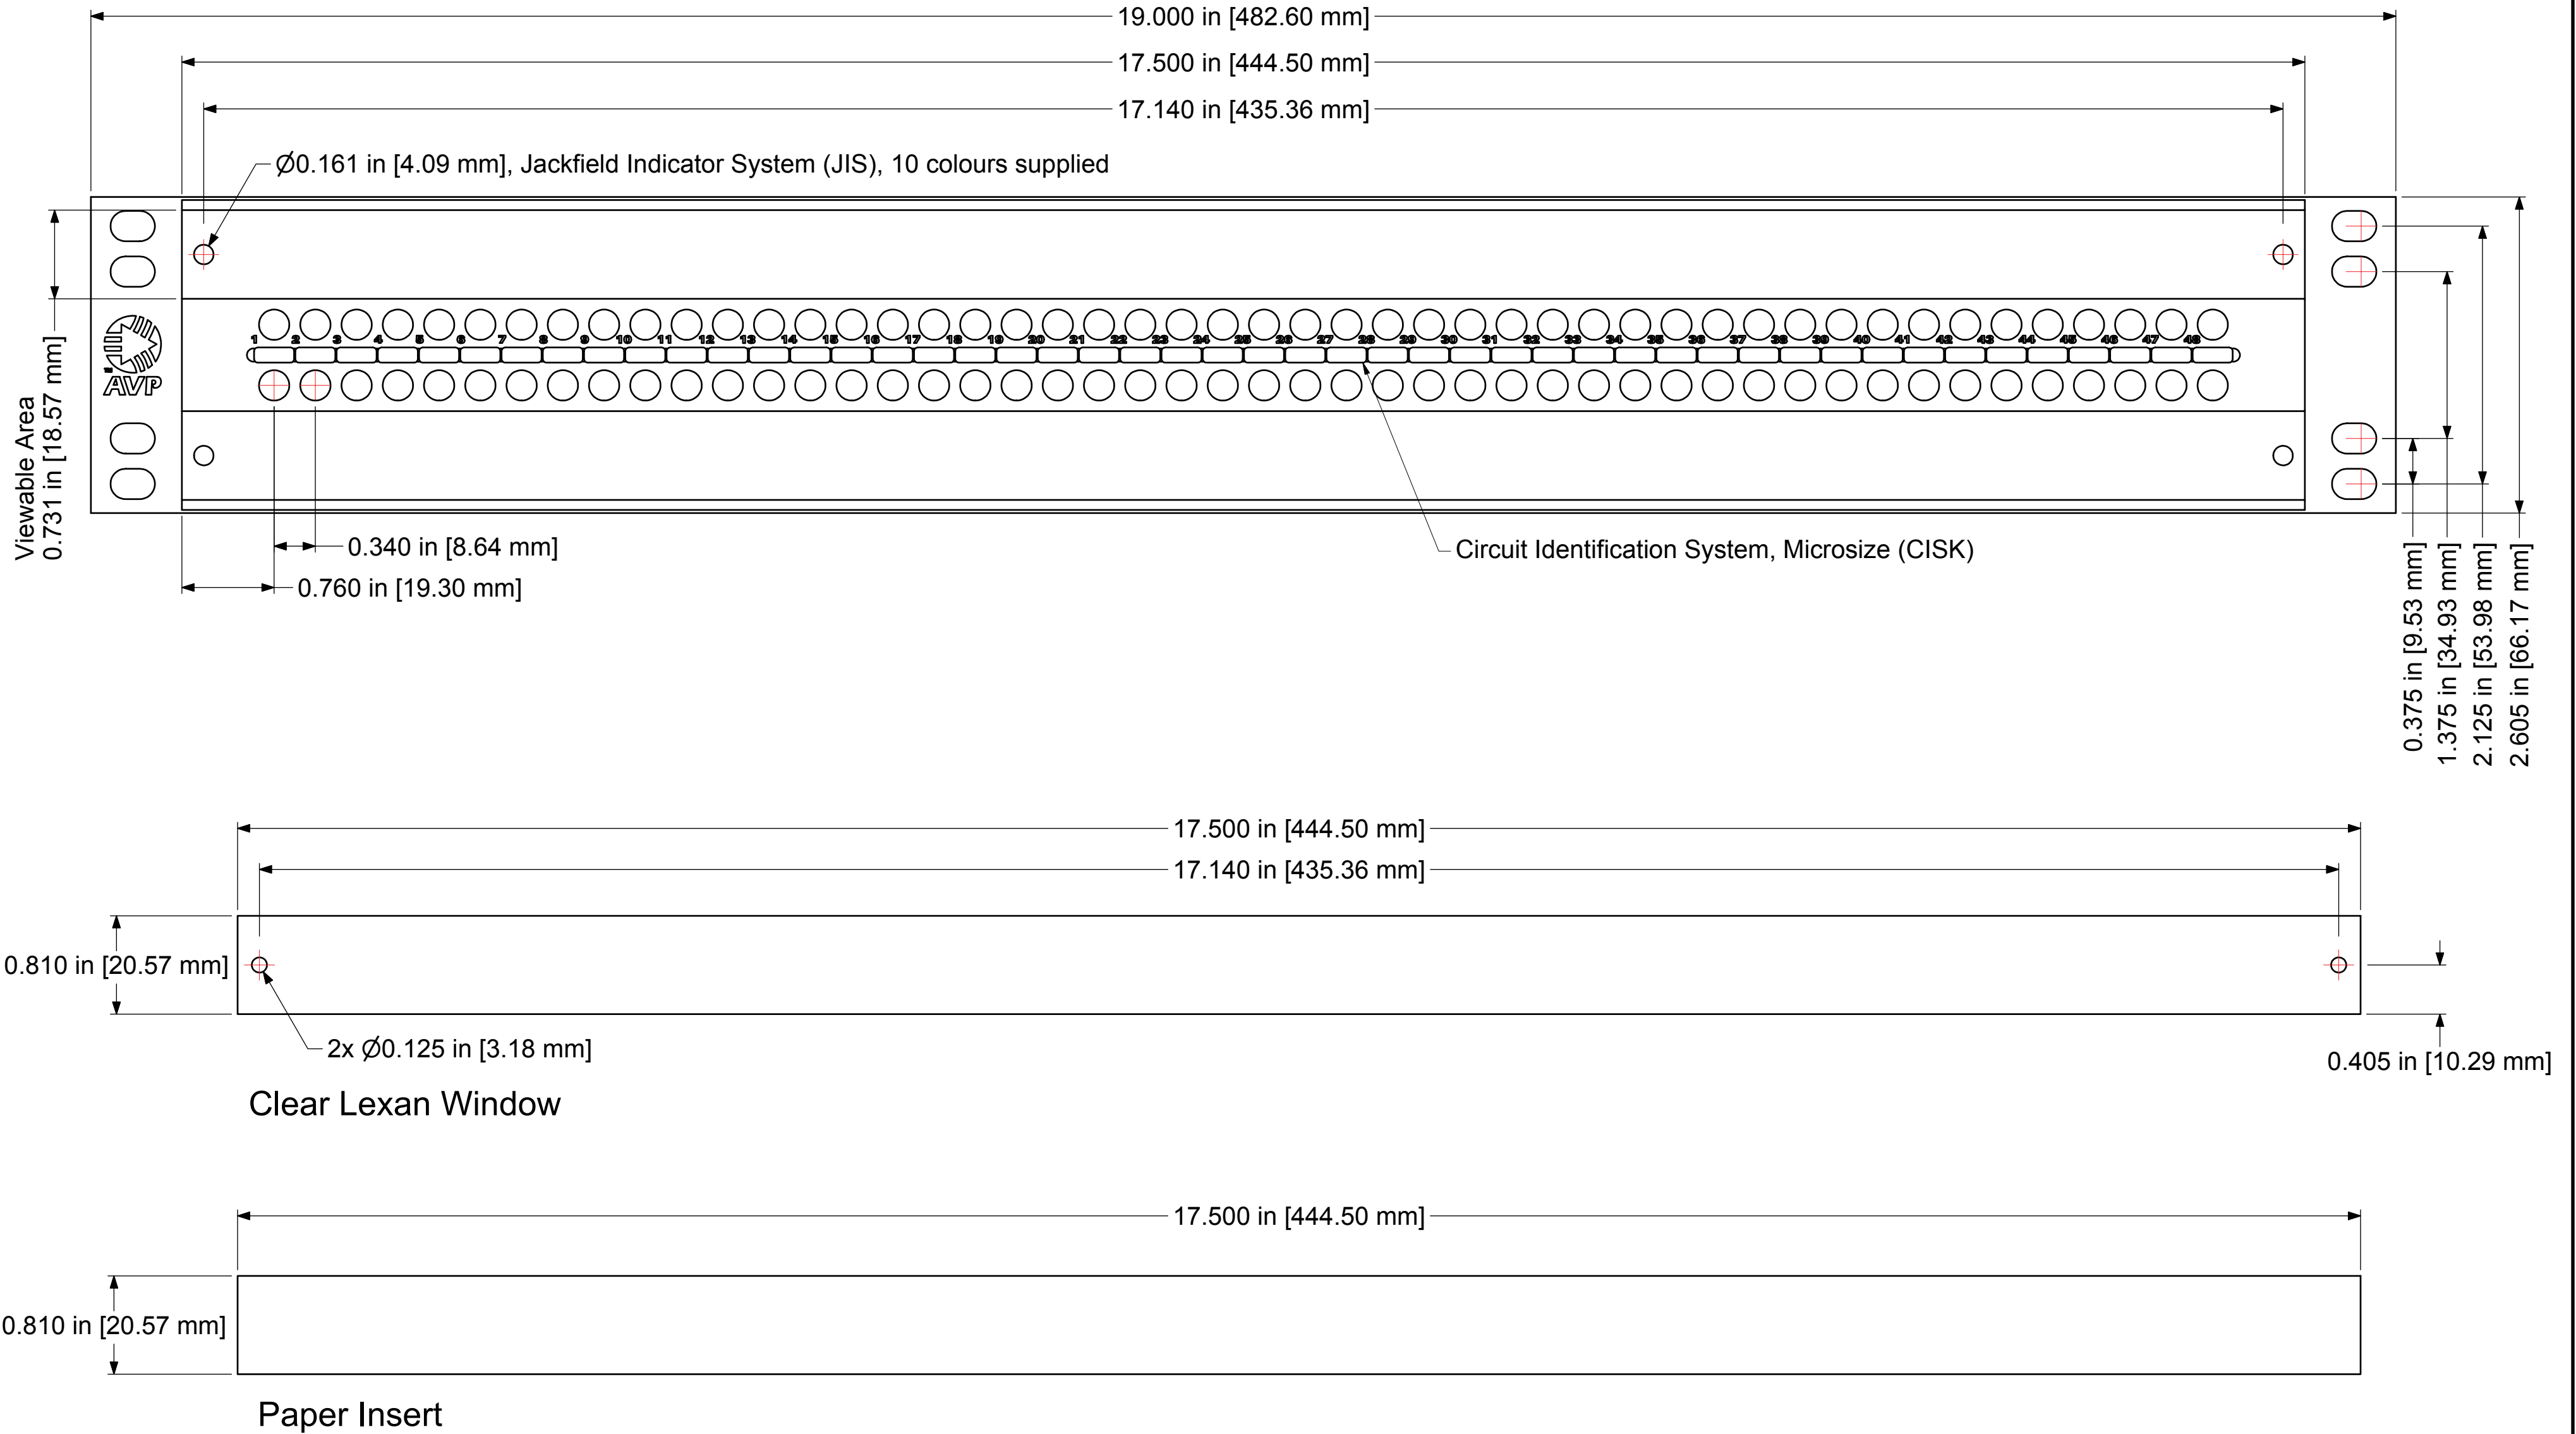 19.000 in [482.60 mm]
17.500 in [444.50 mm]
17.140 in [435.36 mm]
Ø0.161 in [4.09 mm], Jackfield Indicator System (JIS), 10 colours supplied
Viewable Area
0.731 in [18.57 mm]
1 2 3 4 5 6 7 8 9 10 11 12 13 14 15 16 17 18 19 20 21 22 23 24 25 26 27 28 29 30 31 32 33 34 35 36 37 38 39 40 41 42 43 44 45 46 47 48
AVP
0.340 in [8.64 mm]
0.760 in [19.30 mm]
Circuit Identification System, Microsize (CISK)
0.375 in [9.53 mm]
1.375 in [34.93 mm]
2.125 in [53.98 mm]
2.605 in [66.17 mm]
17.500 in [444.50 mm]
17.140 in [435.36 mm]
0.810 in [20.57 mm]
2x Ø0.125 in [3.18 mm]
0.405 in [10.29 mm]
Clear Lexan Window
17.500 in [444.50 mm]
0.810 in [20.57 mm]
Paper Insert